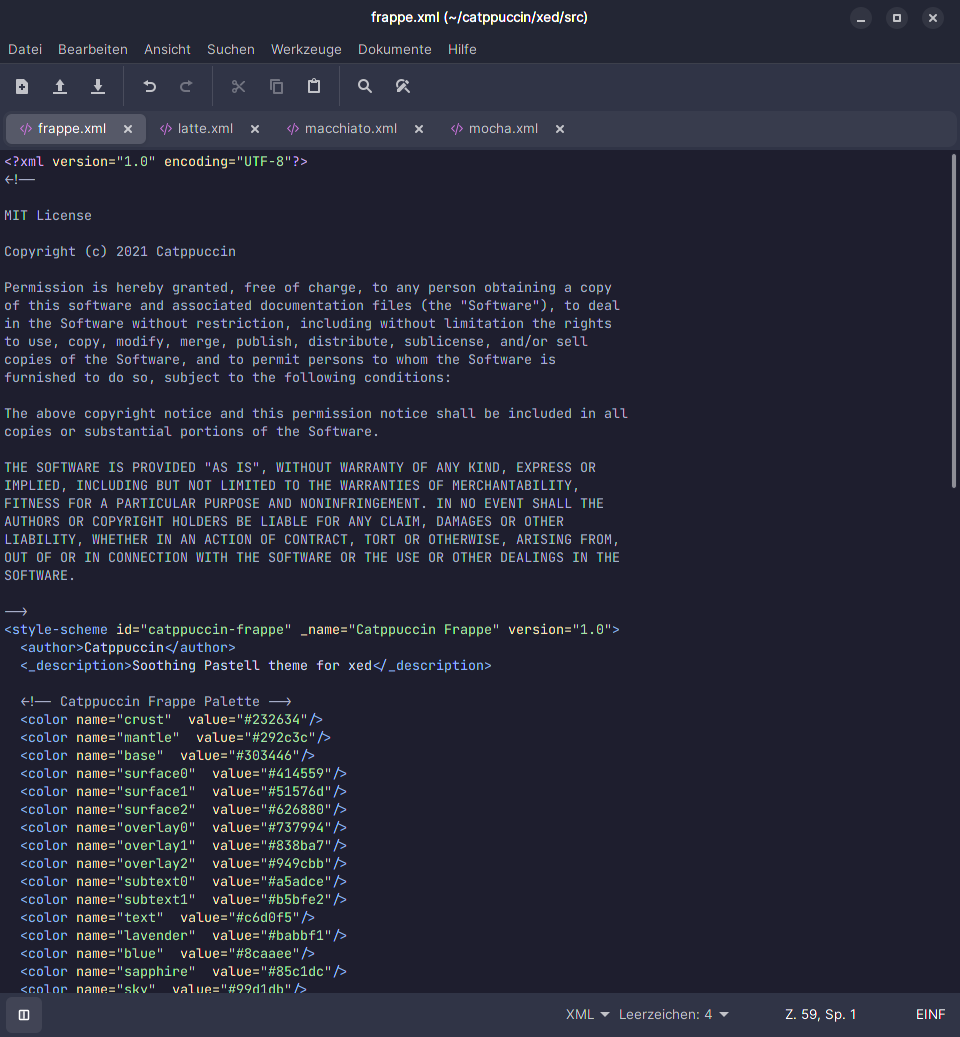 frappe.xml (~/catppuccin/xed/src)
Datei Bearbeiten Ansicht Suchen Werkzeuge Dokumente Hilfe
frappe.xml latte.xml macchiato.xml mocha.xml
<?xml version="1.0" encoding="UTF-8"?>
<!--
MIT License
Copyright (c) 2021 Catppuccin
Permission is hereby granted, free of charge, to any person obtaining a copy
of this software and associated documentation files (the "Software"), to deal
in the Software without restriction, including without limitation the rights
to use, copy, modify, merge, publish, distribute, sublicense, and/or sell
copies of the Software, and to permit persons to whom the Software is
furnished to do so, subject to the following conditions:
The above copyright notice and this permission notice shall be included in all
copies or substantial portions of the Software.
THE SOFTWARE IS PROVIDED "AS IS", WITHOUT WARRANTY OF ANY KIND, EXPRESS OR
IMPLIED, INCLUDING BUT NOT LIMITED TO THE WARRANTIES OF MERCHANTABILITY,
FITNESS FOR A PARTICULAR PURPOSE AND NONINFRINGEMENT. IN NO EVENT SHALL THE
AUTHORS OR COPYRIGHT HOLDERS BE LIABLE FOR ANY CLAIM, DAMAGES OR OTHER
LIABILITY, WHETHER IN AN ACTION OF CONTRACT, TORT OR OTHERWISE, ARISING FROM,
OUT OF OR IN CONNECTION WITH THE SOFTWARE OR THE USE OR OTHER DEALINGS IN THE
SOFTWARE.
-->
<style-scheme id="catppuccin-frappe" _name="Catppuccin Frappe" version="1.0">
<author>Catppuccin</author>
<_description>Soothing Pastell theme for xed</_description>
<!-- Catppuccin Frappe Palette -->
<color name="crust" value="#232634"/>
<color name="mantle" value="#292c3c"/>
<color name="base" value="#303446"/>
<color name="surface0" value="#414559"/>
<color name="surface1" value="#51576d"/>
<color name="surface2" value="#626880"/>
<color name="overlay0" value="#737994"/>
<color name="overlay1" value="#838ba7"/>
<color name="overlay2" value="#949cbb"/>
<color name="subtext0" value="#a5adce"/>
<color name="subtext1" value="#b5bfe2"/>
<color name="text" value="#c6d0f5"/>
<color name="lavender" value="#babbf1"/>
<color name="blue" value="#8caaee"/>
<color name="sapphire" value="#85c1dc"/>
<color name="sky" value="#99d1db"/>
XML Leerzeichen: 4 Z. 59, Sp. 1 EINF